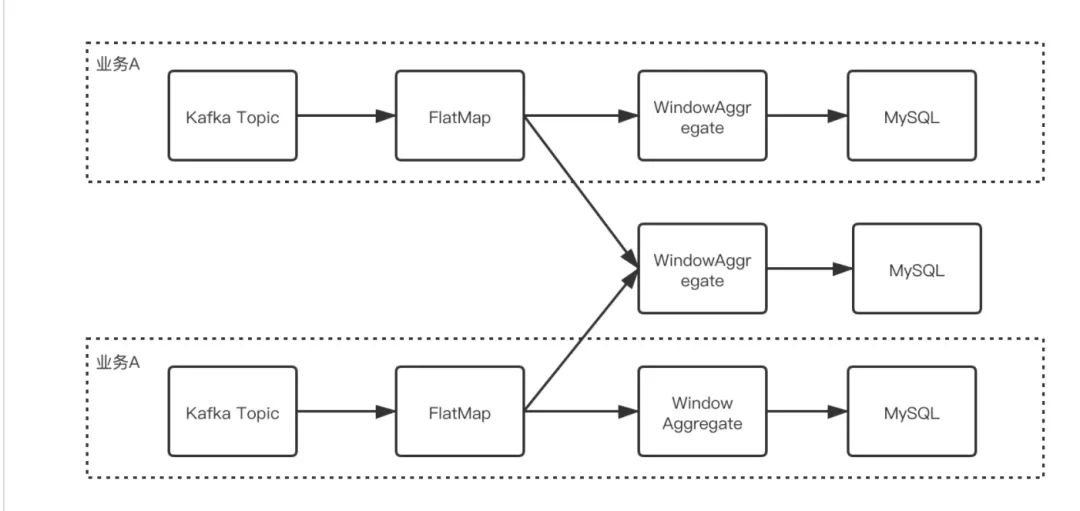 业务A
Kafka Topic
FlatMap
WindowAggr
egate
MySQL
WindowAggr
egate
MySQL
业务A
Kafka Topic
FlatMap
Window
Aggregate
MySQL